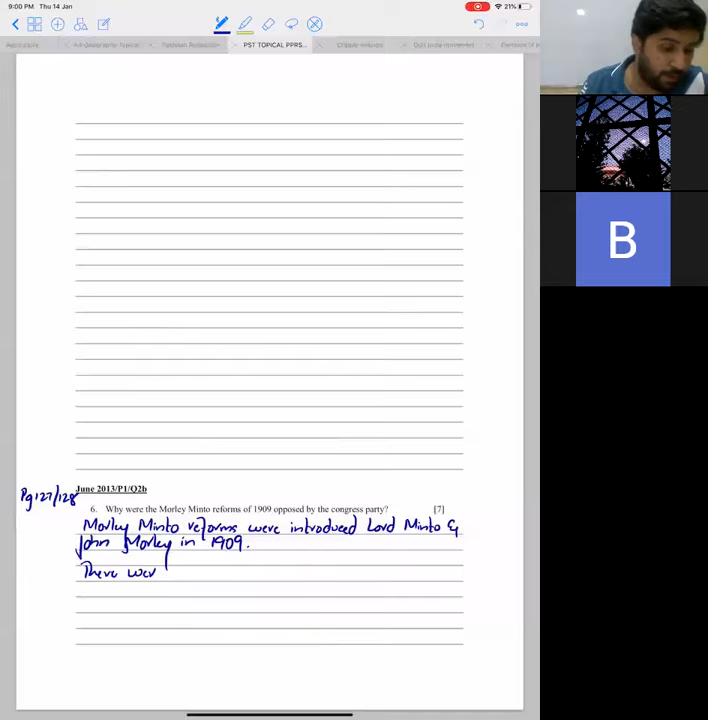 9:00 PM Thu 14 Jan
21%
PST TOPICAL PPRS...
June 2013/P1/Q2b
Pg 127/128
6. Why were the Morley Minto reforms of 1909 opposed by the congress party? [7]
Morley Minto reforms were introduced Lord Minto &
John Morley in 1909.
There wer
B